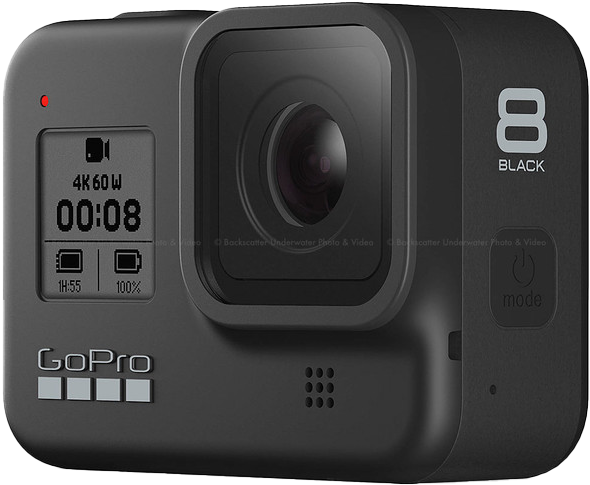 8
BLACK
4K 60 W
00:08
1H:55
100%
mode
GoPro
© Backscatter Underwater Photo & Video
© Backscatter Underwater Photo & Video